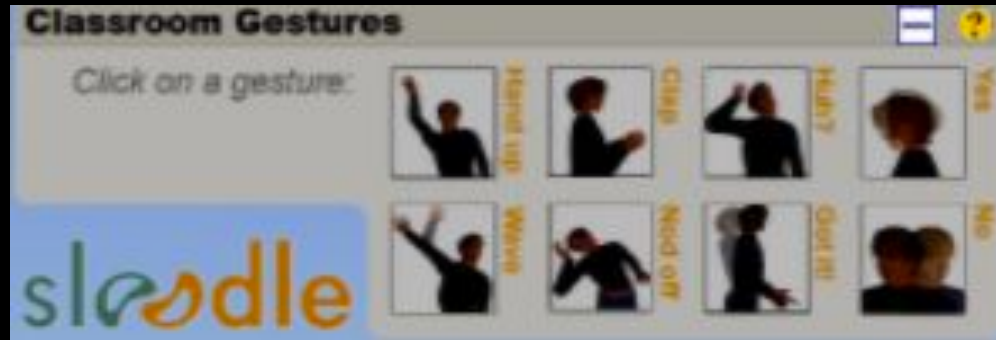 Classroom Gestures
?
Click on a gesture:
Hand up
Clap
Huh?
Yes
Wave
Nod off
Got it!
No
sloodle